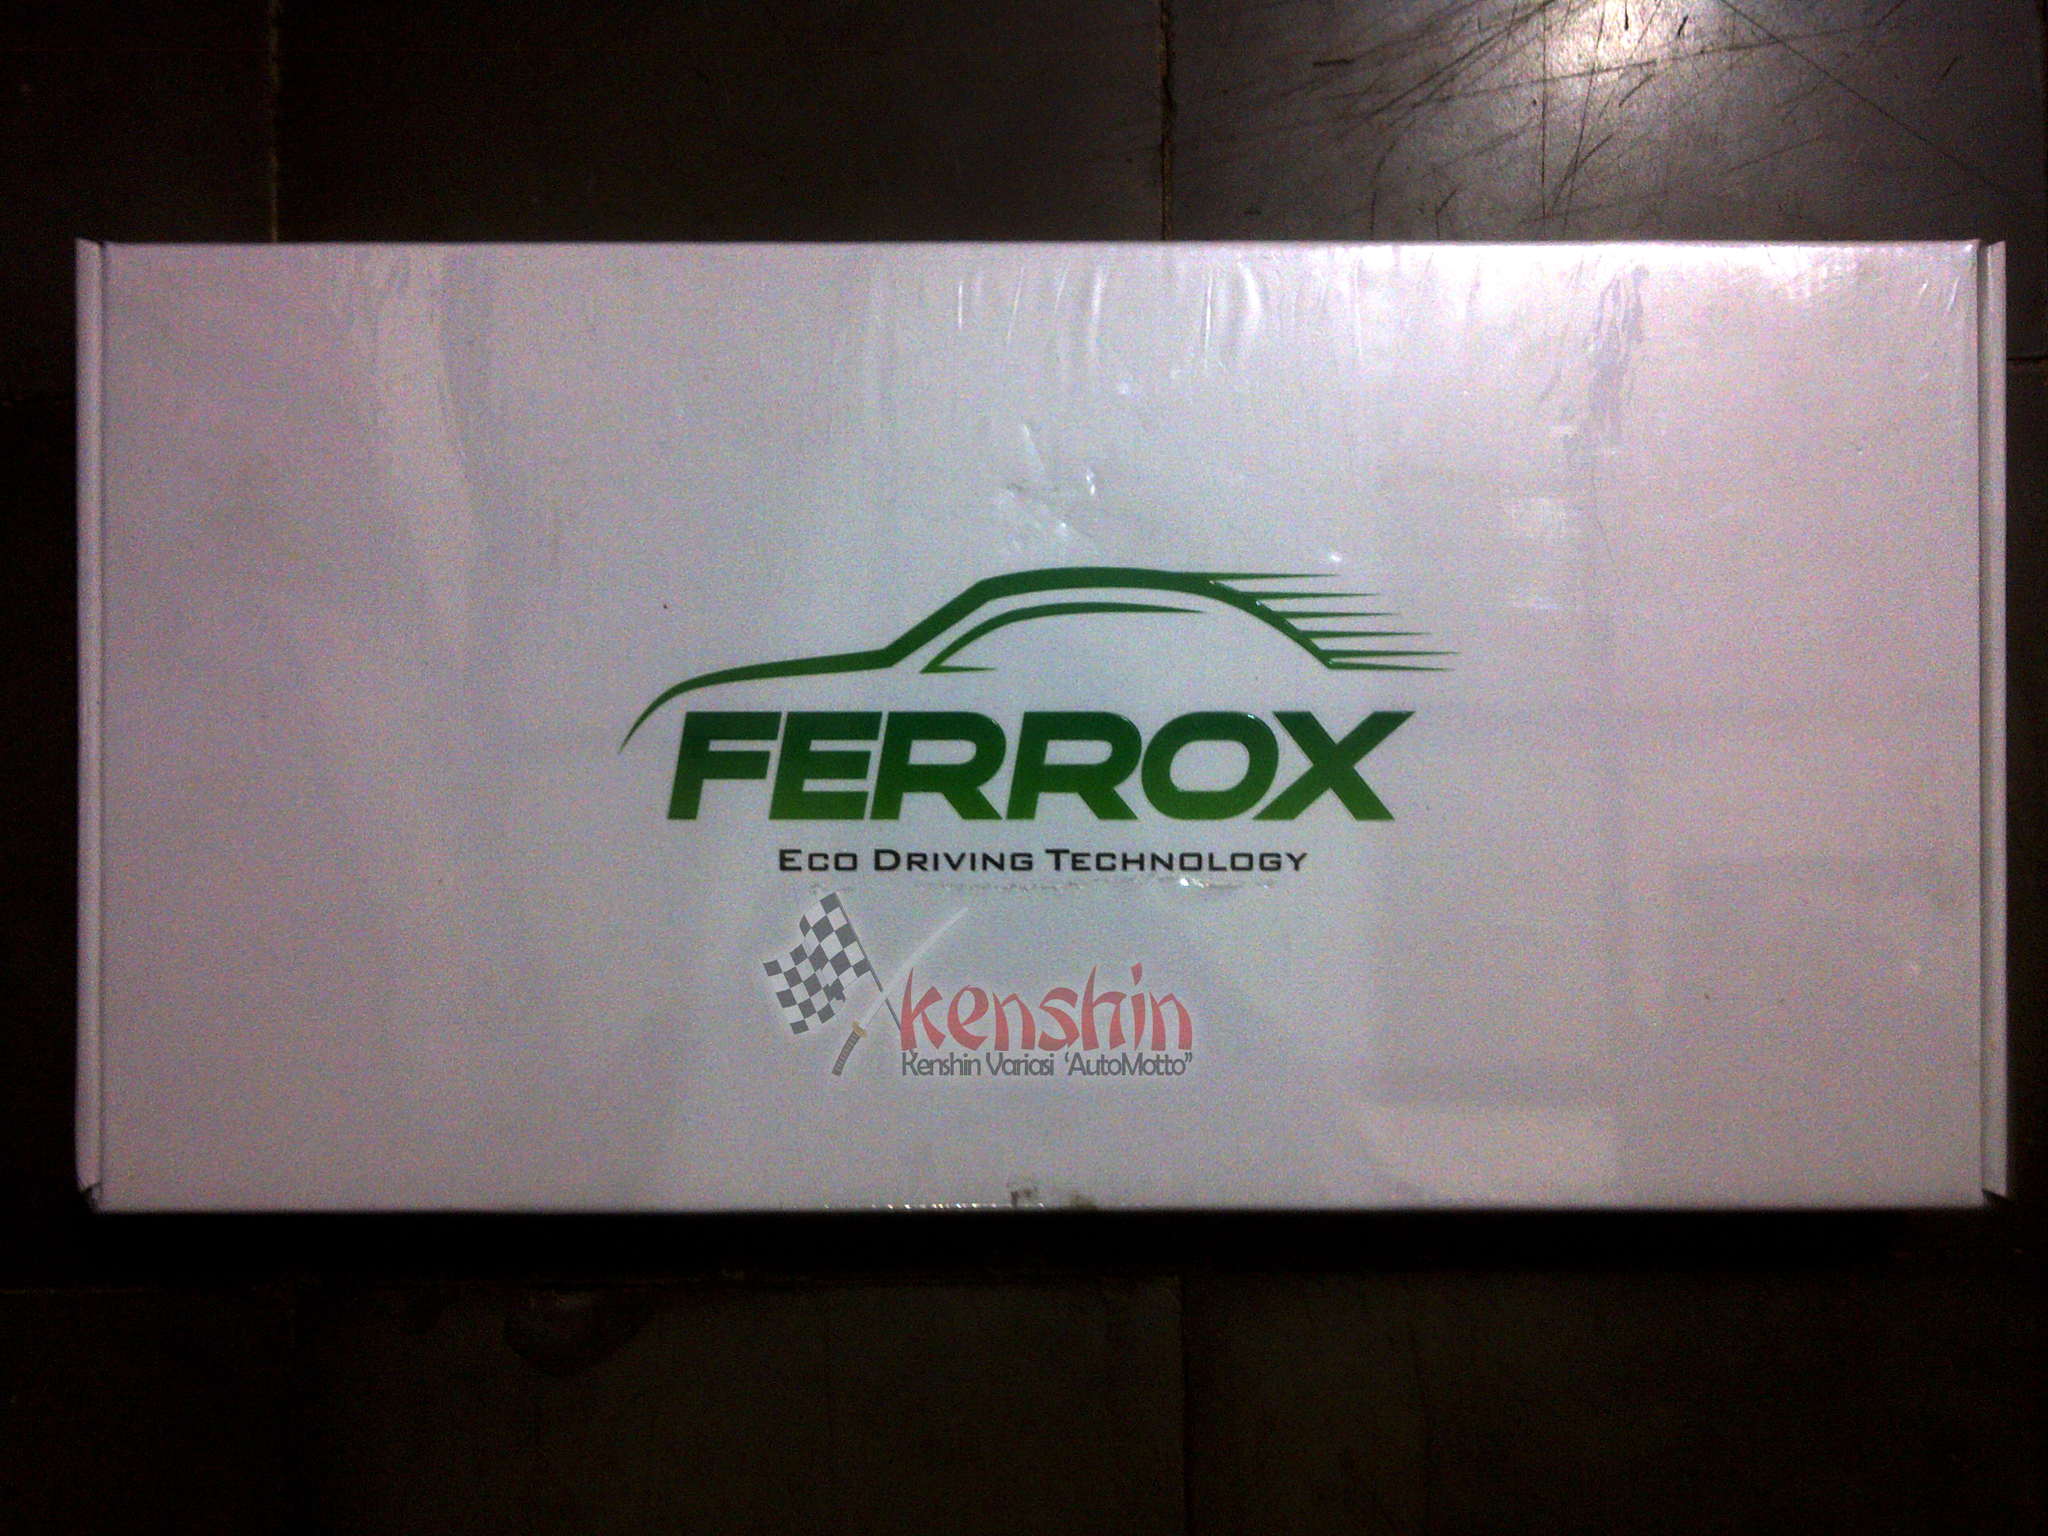 FERROX
Eco Driving Technology
kenshin
Kenshin Variasi 'AutoMotto"